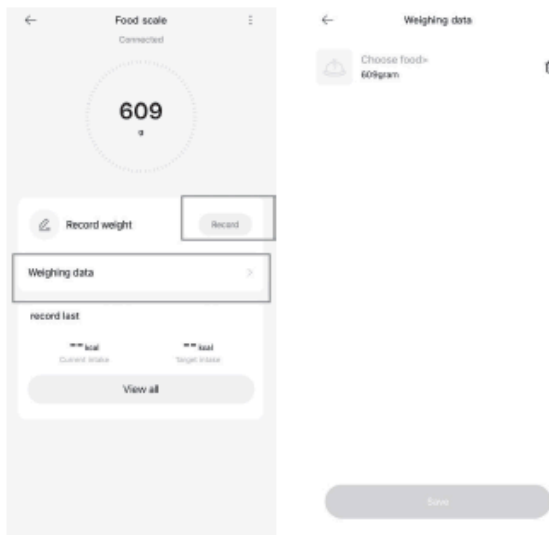 Food scale
Connected
609
g
Record weight
Record
Weighing data
record last
-- kcal
Current intake
-- kcal
Target intake
View all
Weighing data
Choose food>
609gram
Save